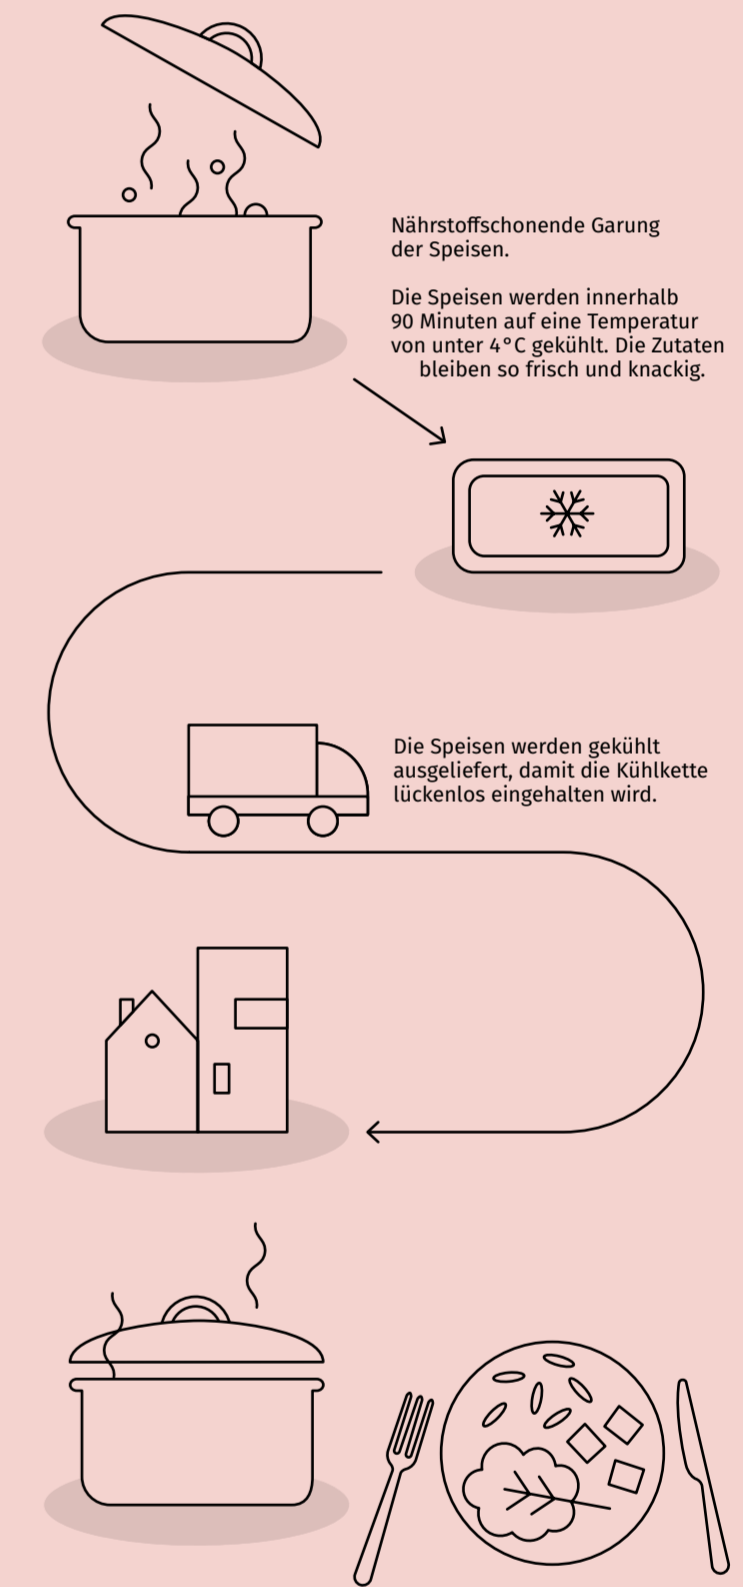 Nährstoffschonende Garung
der Speisen.
Die Speisen werden innerhalb
90 Minuten auf eine Temperatur
von unter 4°C gekühlt. Die Zutaten
bleiben so frisch und knackig.
Die Speisen werden gekühlt
ausgeliefert, damit die Kühlkette
lückenlos eingehalten wird.